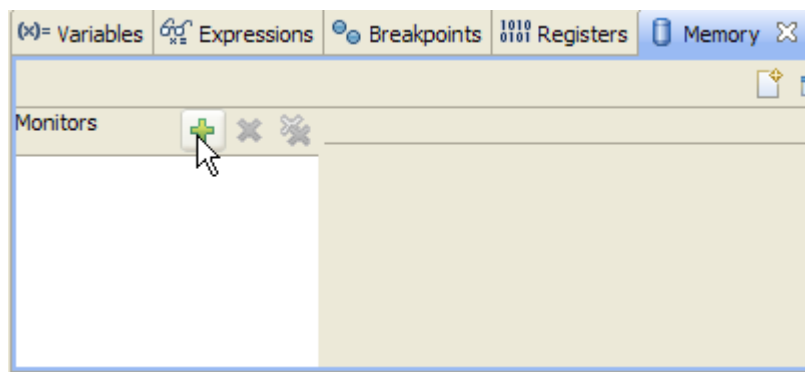 (x)= Variables Expressions Breakpoints 1010 0101 Registers Memory
Monitors